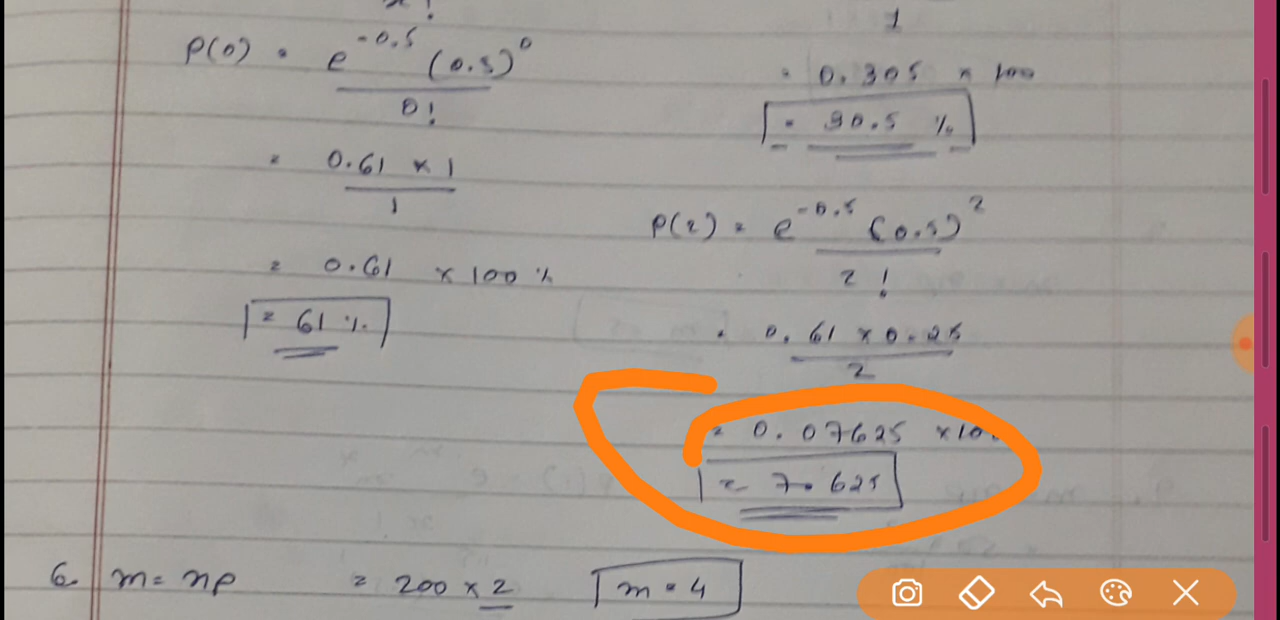 P(0) = e^-0.5 (0.5)^0
0!
= 0.61 × 1
1
= 0.61 × 100 %
= 61 %
1
= 0.305 × 100
= 30.5 %
P(2) = e^-0.5 (0.5)^2
2!
= 0.61 × 0.25
2
= 0.07625 ×10
= 7.625
6 m = np = 200 × 2 m = 4